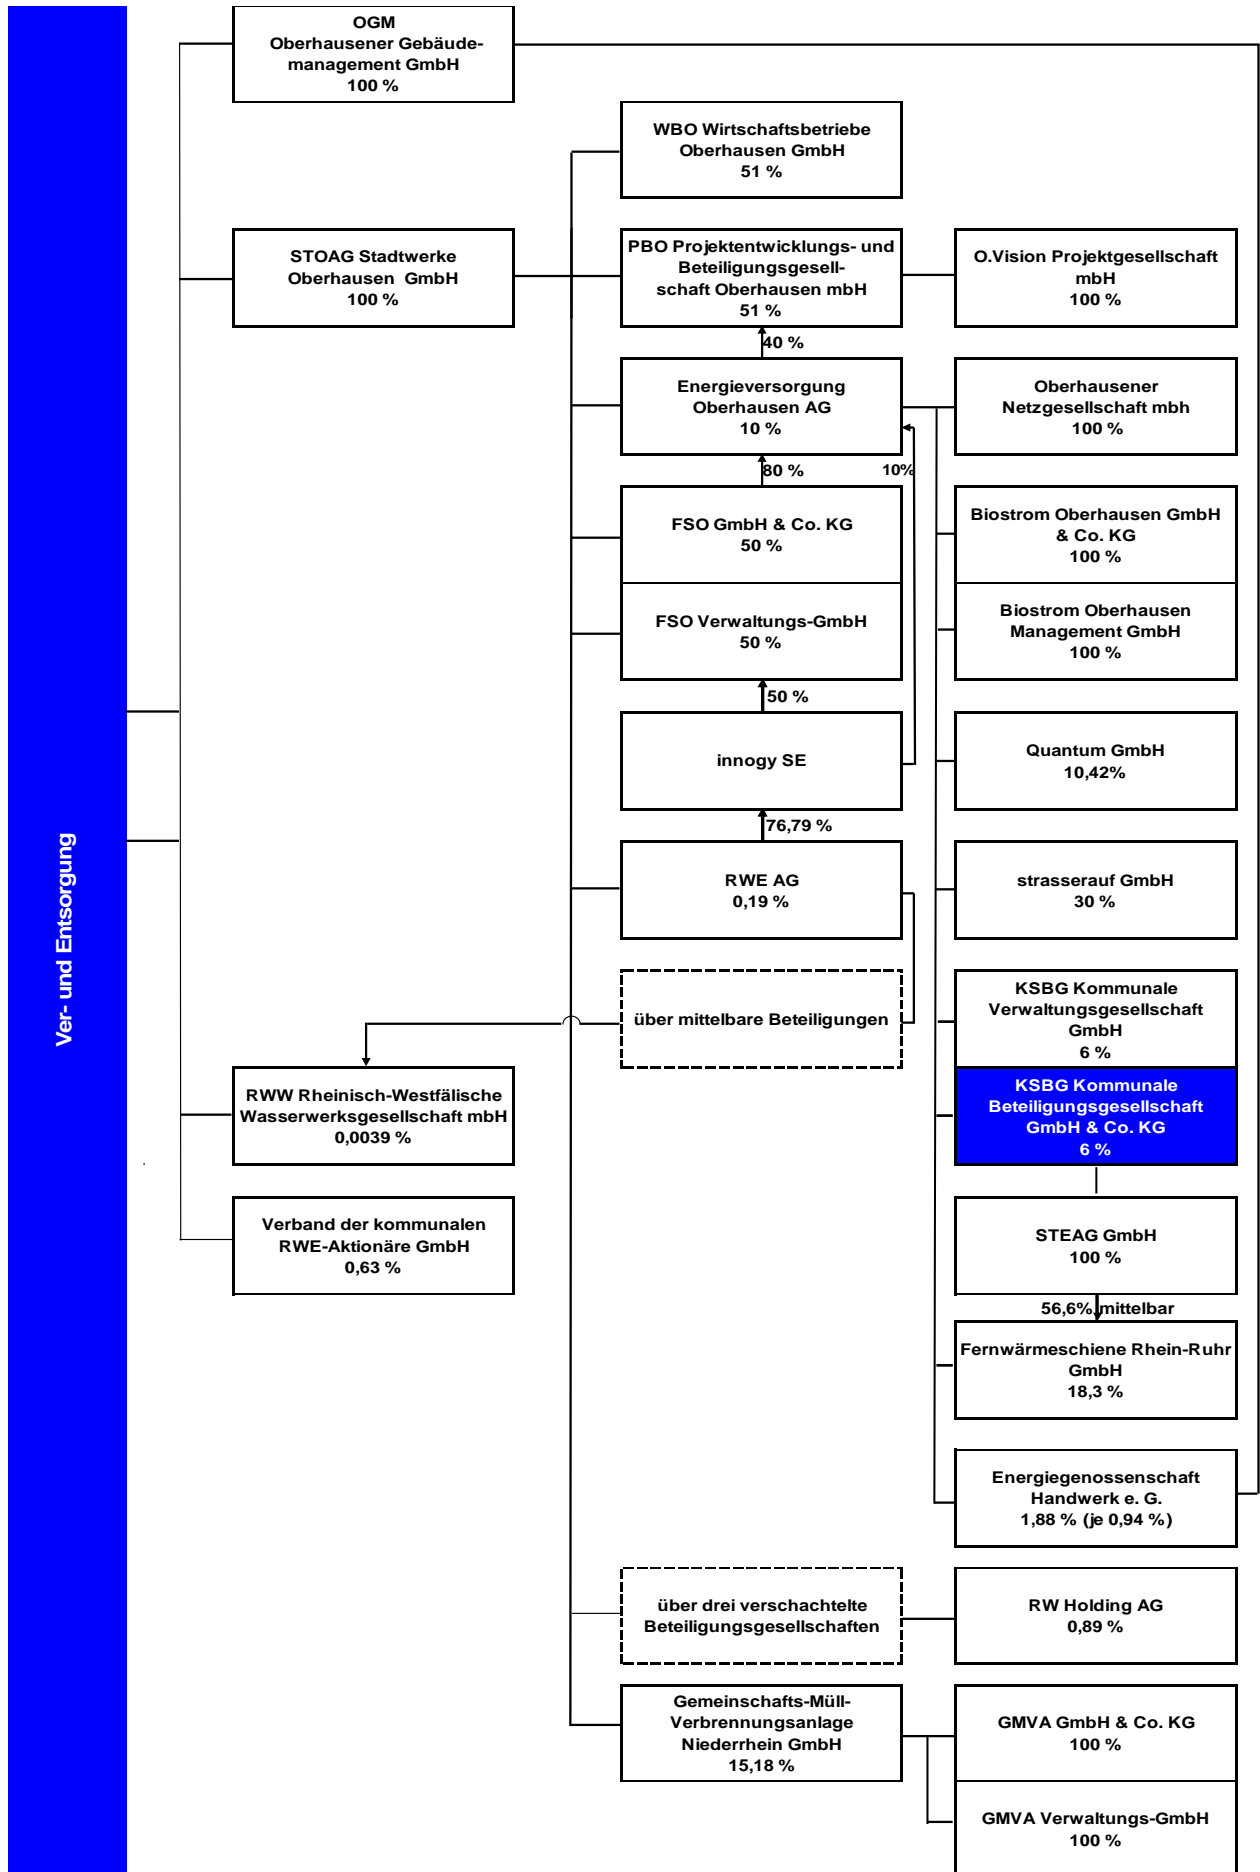 Ver- und Entsorgung
OGM
Oberhausener Gebäude-
management GmbH
100 %
STOAG Stadtwerke
Oberhausen GmbH
100 %
RWW Rheinisch-Westfälische
Wasserwerksgesellschaft mbH
0,0039 %
Verband der kommunalen
RWE-Aktionäre GmbH
0,63 %
WBO Wirtschaftsbetriebe
Oberhausen GmbH
51 %
PBO Projektentwicklungs- und
Beteiligungsgesell-
schaft Oberhausen mbH
51 %
40 %
Energieversorgung
Oberhausen AG
10 %
80 %
10%
FSO GmbH & Co. KG
50 %
FSO Verwaltungs-GmbH
50 %
50 %
innogy SE
76,79 %
RWE AG
0,19 %
über mittelbare Beteiligungen
über drei verschachtelte
Beteiligungsgesellschaften
Gemeinschafts-Müll-
Verbrennungsanlage
Niederrhein GmbH
15,18 %
O.Vision Projektgesellschaft
mbH
100 %
Oberhausener
Netzgesellschaft mbh
100 %
Biostrom Oberhausen GmbH
& Co. KG
100 %
Biostrom Oberhausen
Management GmbH
100 %
Quantum GmbH
10,42%
strasserauf GmbH
30 %
KSBG Kommunale
Verwaltungsgesellschaft
GmbH
6 %
KSBG Kommunale
Beteiligungsgesellschaft
GmbH & Co. KG
6 %
STEAG GmbH
100 %
56,6% mittelbar
Fernwärmeschiene Rhein-Ruhr
GmbH
18,3 %
Energiegenossenschaft
Handwerk e. G.
1,88 % (je 0,94 %)
RW Holding AG
0,89 %
GMVA GmbH & Co. KG
100 %
GMVA Verwaltungs-GmbH
100 %